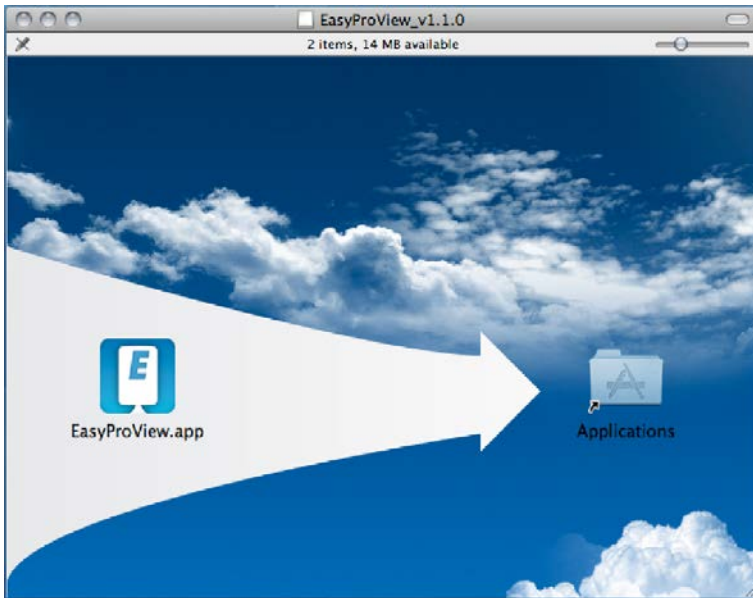 EasyProView_v1.1.0
2 items, 14 MB available
E
EasyProView.app
Applications